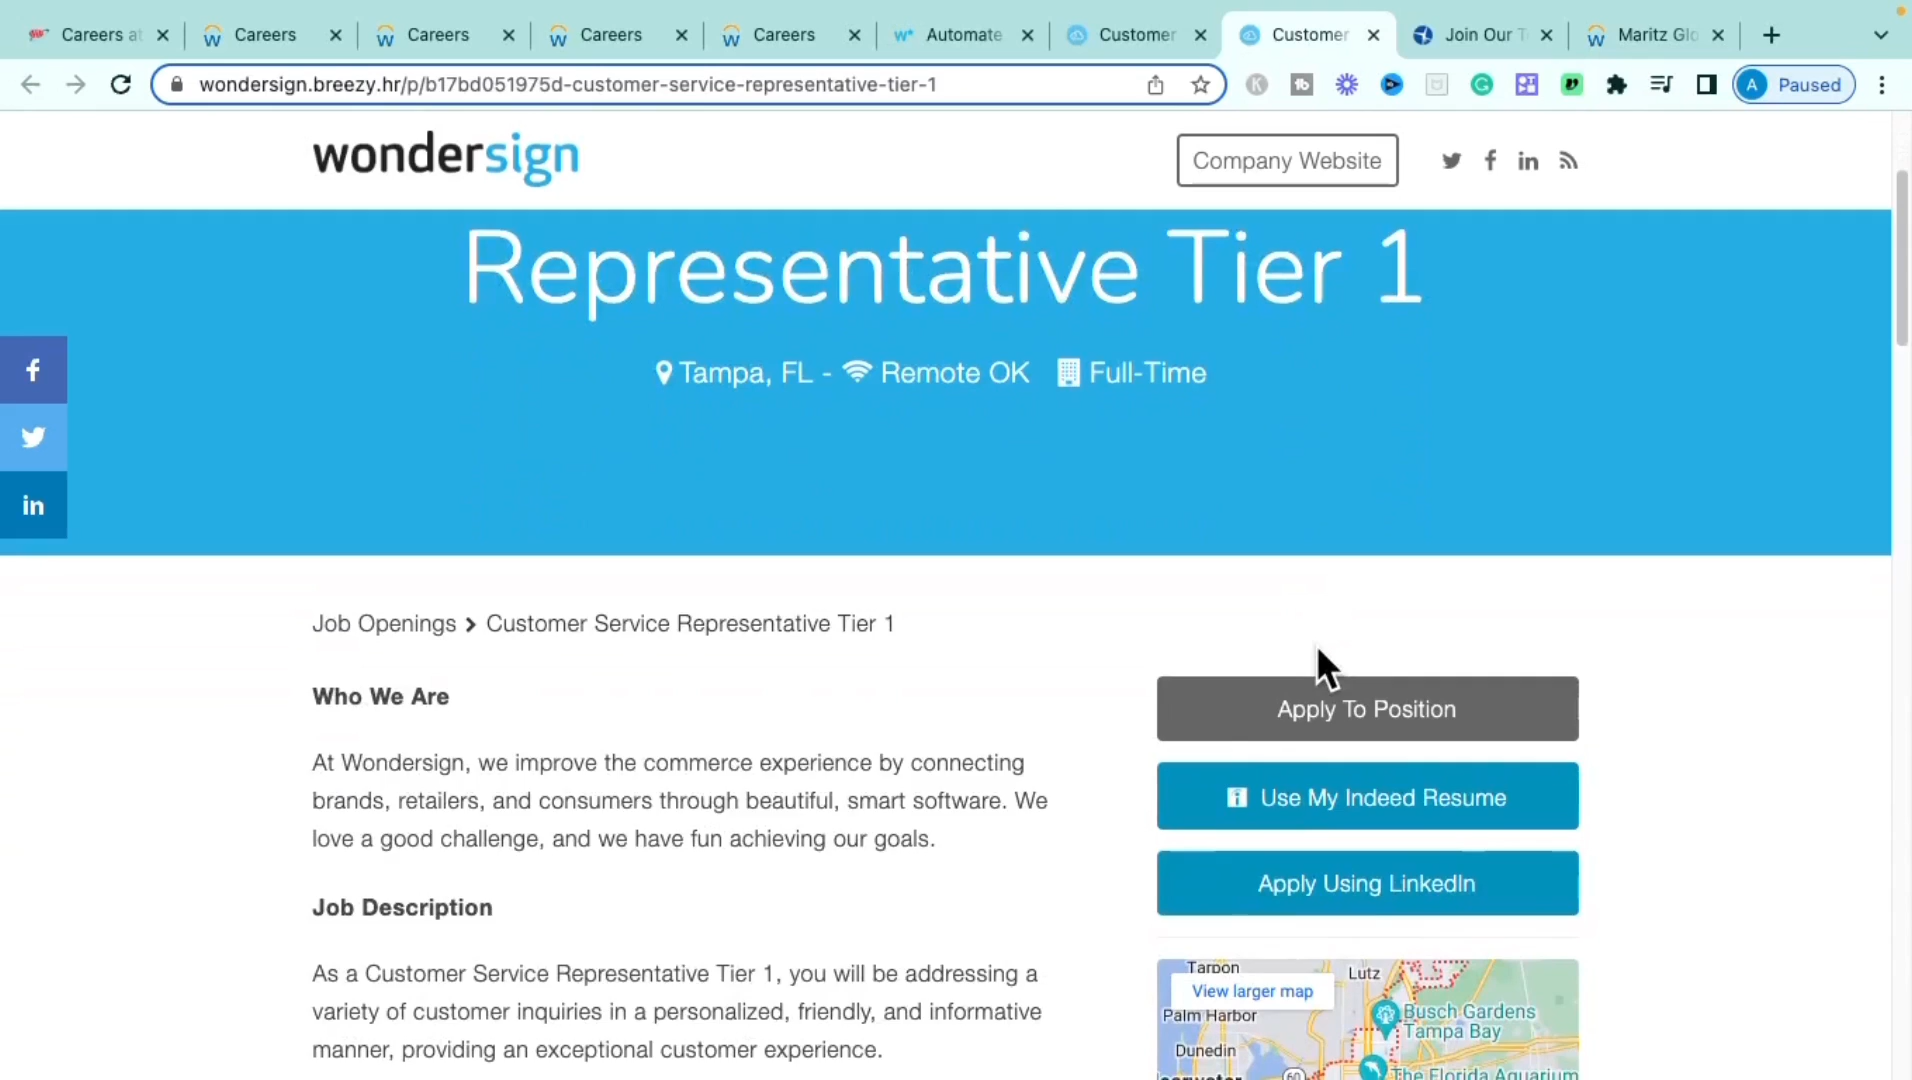 Careers at
Careers
Careers
Careers
Careers
Automate
Customer
Customer
Join Our T
Maritz Glo
wondersign.breezy.hr/p/b17bd051975d-customer-service-representative-tier-1
A Paused
wondersign
Company Website
Representative Tier 1
Tampa, FL - Remote OK Full-Time
Job Openings > Customer Service Representative Tier 1
Who We Are
Apply To Position
At Wondersign, we improve the commerce experience by connecting
brands, retailers, and consumers through beautiful, smart software. We
love a good challenge, and we have fun achieving our goals.
Use My Indeed Resume
Apply Using LinkedIn
Job Description
As a Customer Service Representative Tier 1, you will be addressing a
variety of customer inquiries in a personalized, friendly, and informative
manner, providing an exceptional customer experience.
Tarpon
Lutz
View larger map
Palm Harbor
Busch Gardens
Tampa Bay
Dunedin
60
The Florida Aquarium